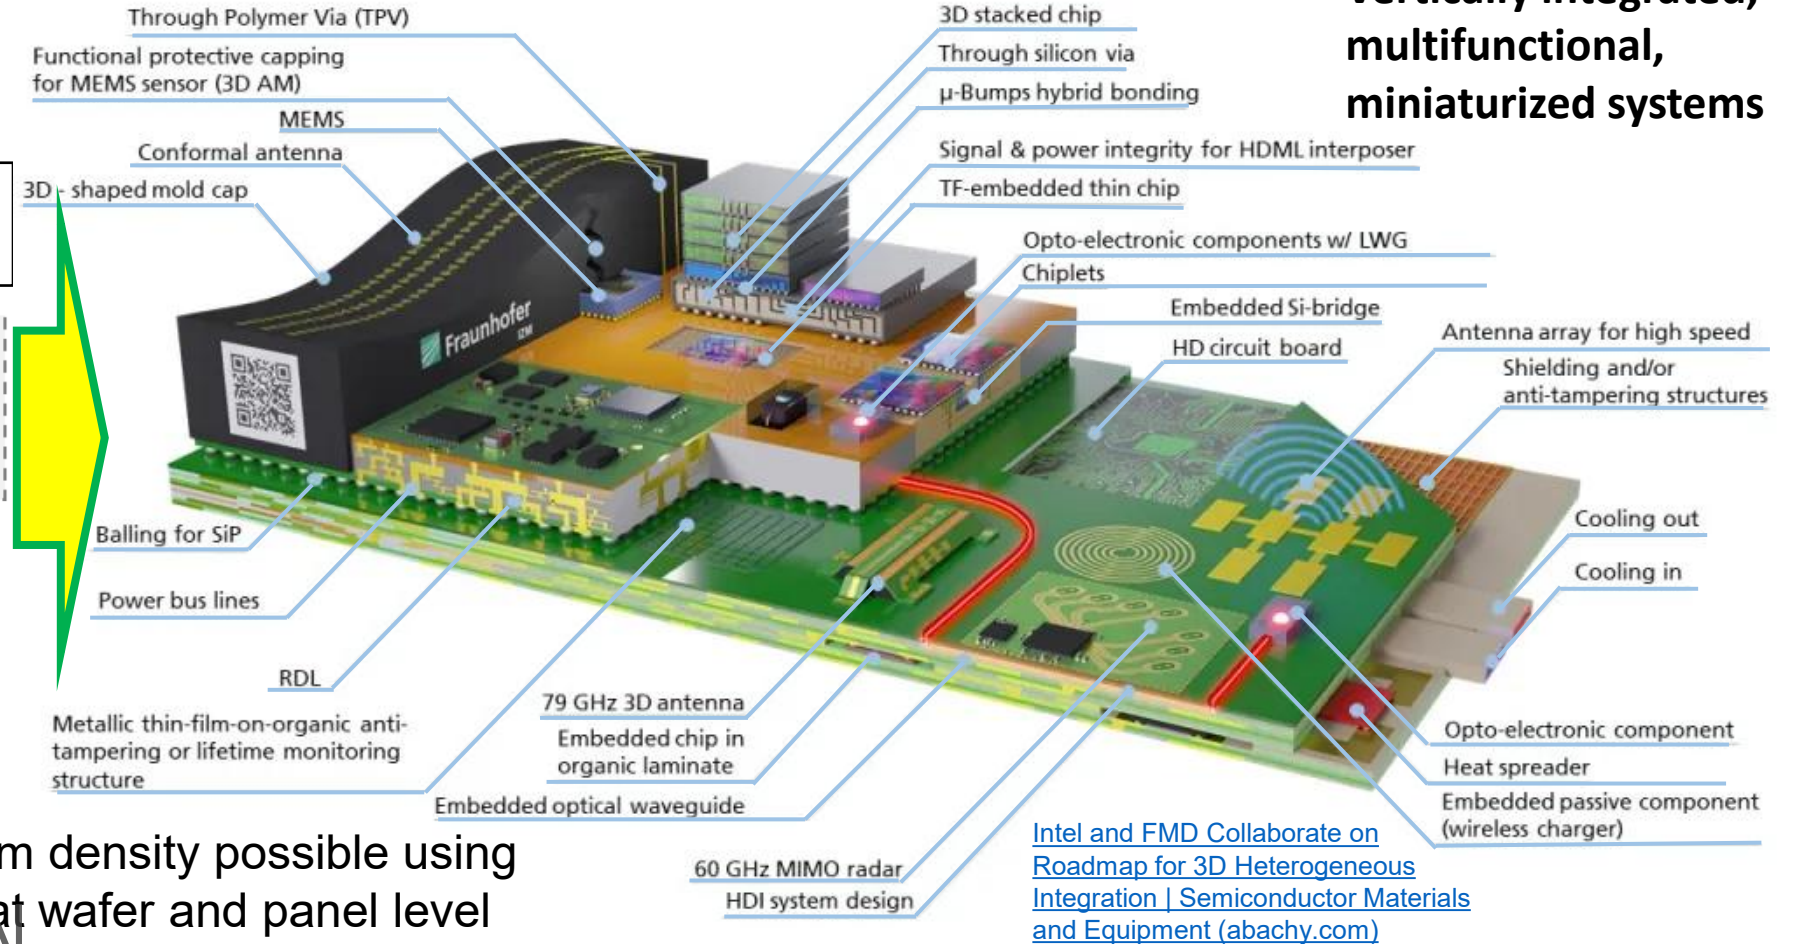 Vertically integrated,
multifunctional,
miniaturized systems
Through Polymer Via (TPV)
Functional protective capping
for MEMS sensor (3D AM)
MEMS
Conformal antenna
3D - shaped mold cap
3D stacked chip
Through silicon via
µ-Bumps hybrid bonding
Signal & power integrity for HDML interposer
TF-embedded thin chip
Opto-electronic components w/ LWG
Chiplets
Embedded Si-bridge
HD circuit board
Antenna array for high speed
Shielding and/or
anti-tampering structures
Fraunhofer
IZM
Balling for SiP
Power bus lines
RDL
Metallic thin-film-on-organic anti-
tampering or lifetime monitoring
structure
79 GHz 3D antenna
Embedded chip in
organic laminate
Embedded optical waveguide
60 GHz MIMO radar
HDI system design
Cooling out
Cooling in
Opto-electronic component
Heat spreader
Embedded passive component
(wireless charger)
Intel and FMD Collaborate on
Roadmap for 3D Heterogeneous
Integration | Semiconductor Materials
and Equipment (abachy.com)
m density possible using
at wafer and panel level